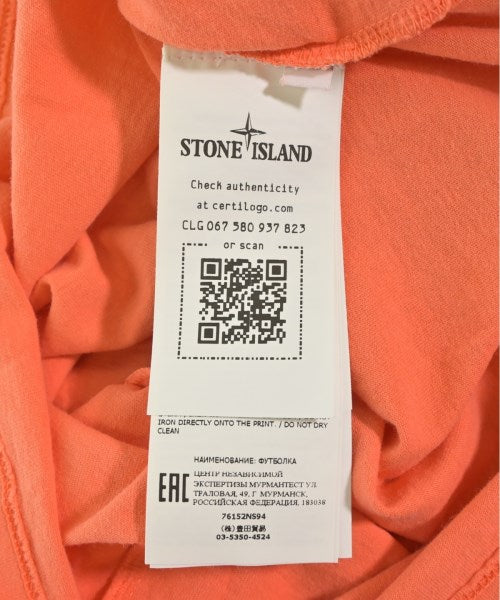 STONE ISLAND
Check authenticity
at certilogo.com
CLG 067 580 937 823
or scan
IRON DIRECTLY ONTO THE PRINT. / DO NOT DRY
CLEAN
НАИМЕНОВАНИЕ: ФУТБОЛКА
EAC
ЦЕНТР НЕЗАВИСИМОЙ
ЭКСПЕРТИЗЫ МУРМАНТЕСТ УЛ.
ТРАЛОВАЯ, 49, Г. МУРМАНСК,
РОССИЙСКАЯ ФЕДЕРАЦИЯ, 183038
76152NS94
(株)豊田貿易
03-5350-4524